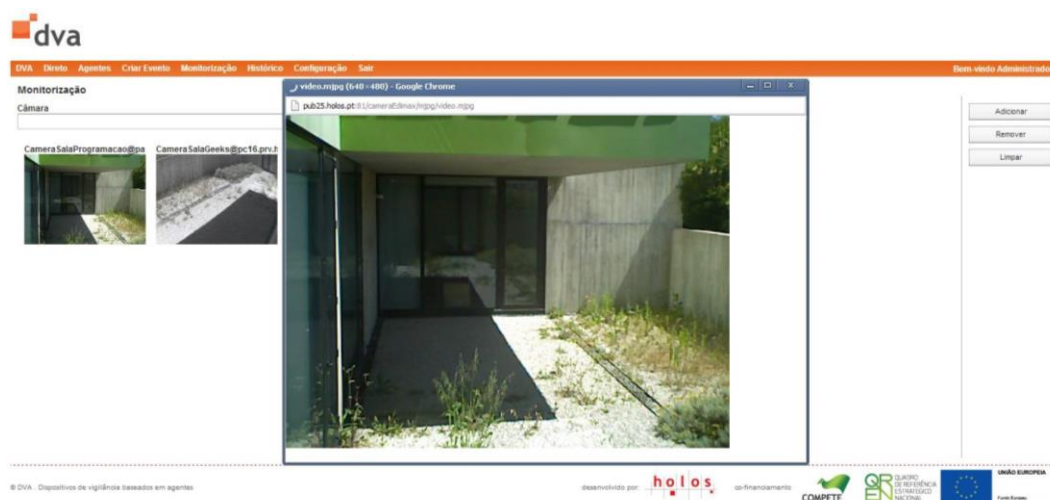 dva
DVA Direto Agentes Criar Evento Monitorização Histórico Configuração Sair Bem-vindo Administrado
Monitorização
Câmara
CameraSalaProgramacao@pa CameraSalaGeeks@pc16.prv.h
video.mjpg (640×480) - Google Chrome
pub25.holos.pt:81/cameraEdimax/mjpg/video.mjpg
Adicionar
Remover
Limpar
© DVA . Dispositivos de vigilância baseados em agentes
desenvolvido por:
holos
co-financiamento:
COMPETE
QR
QUADRO
DE REFERÊNCIA
ESTRATÉGICO
NACIONAL
UNIÃO EUROPEIA
Fundo Europeu